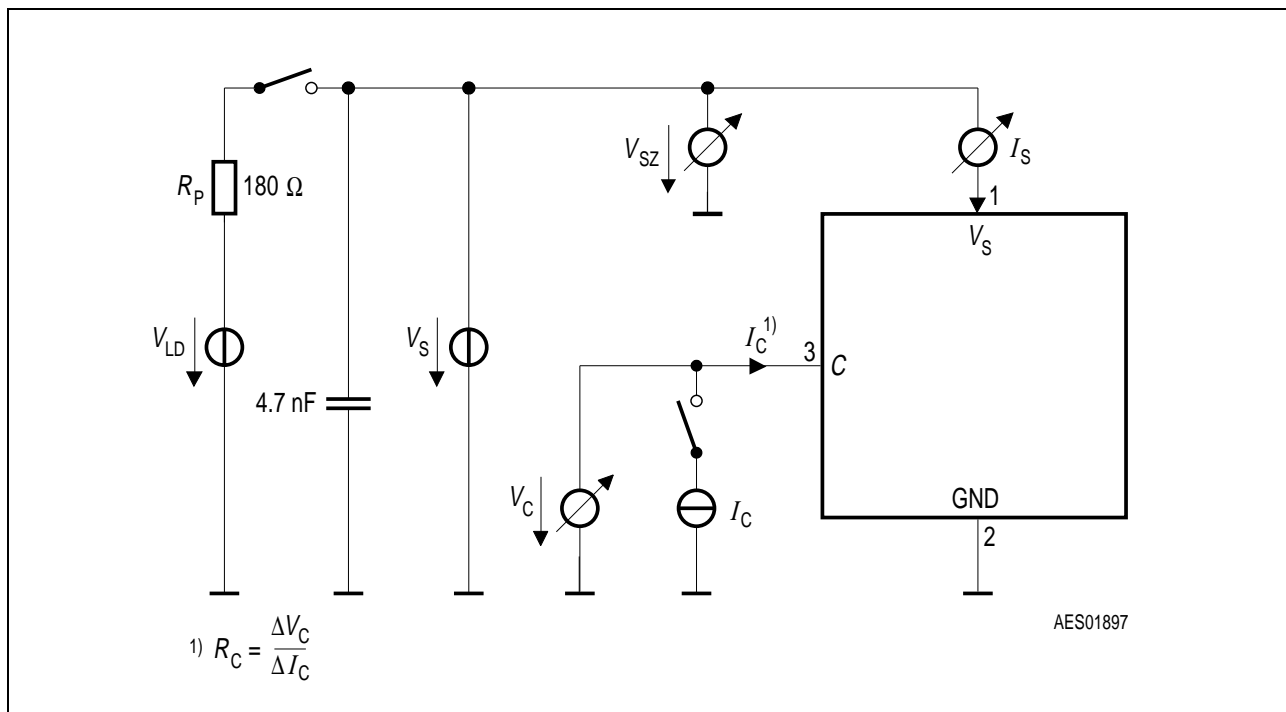 V_SZ
I_S
R_P 180 Ω
1
V_S
V_LD
V_S
I_C^1)
3
C
4.7 nF
V_C
I_C
GND
2
AES01897
1) R_C = ΔV_C / ΔI_C